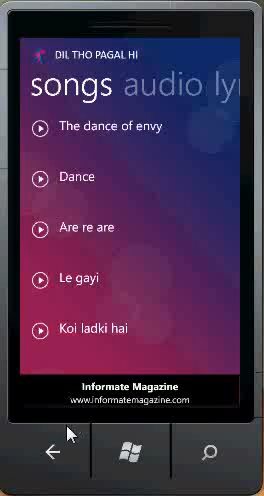 DIL THO PAGAL HI
songs audio lyr
The dance of envy
Dance
Are re are
Le gayi
Koi ladki hai
Informate Magazine
www.informatemagazine.com